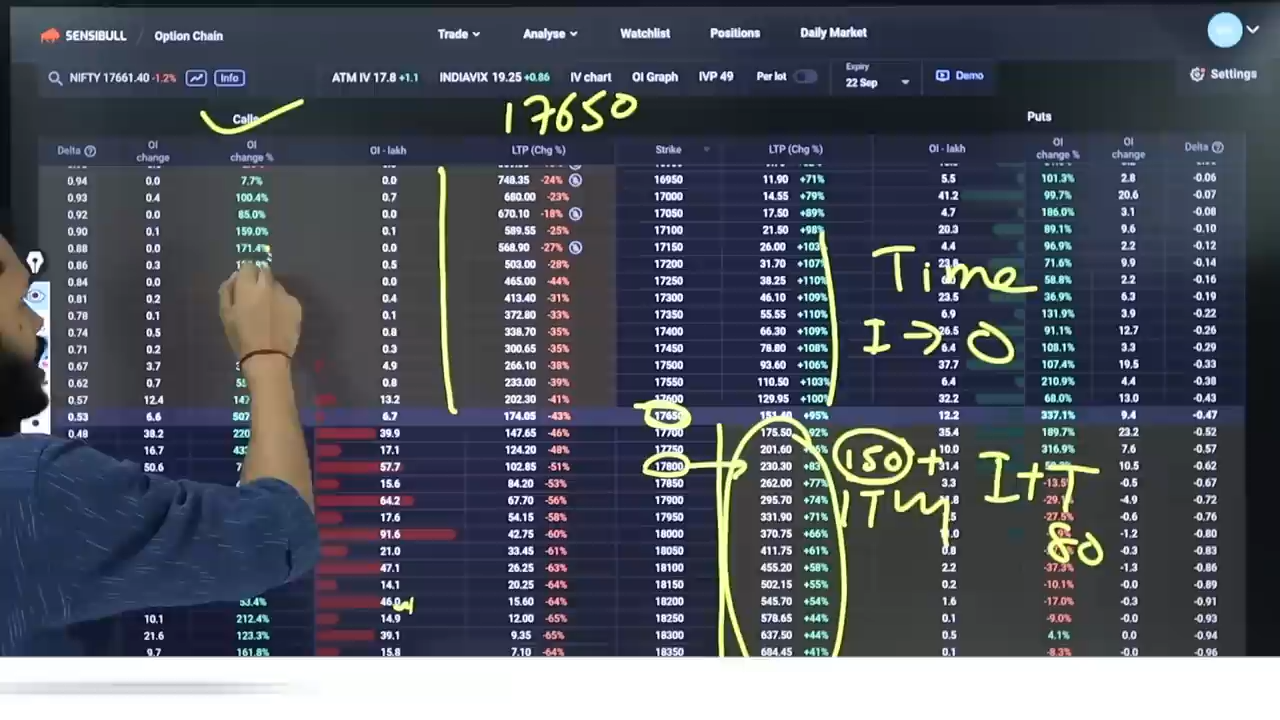 SENSIBULL Option Chain Trade Analyse Watchlist Positions Daily Market
NIFTY 17661.40 -1.2% Info ATM IV 17.8 +1.1 INDIAVIX 19.25 +0.86 IV chart OI Graph IVP 49 Per lot Expiry 22 Sep Demo Settings
17650
Calls Puts
Delta OI change OI change % OI - lakh LTP (Chg %) Strike LTP (Chg %) OI - lakh OI change % OI change Delta
0.94 0.0 7.7% 0.0 748.35 -24% 16950 11.90 +71% 5.5 101.3% 2.8 -0.06
0.93 0.4 100.4% 0.7 680.00 -23% 17000 14.55 +79% 41.2 99.7% 20.6 -0.07
0.92 0.0 85.0% 0.0 670.10 -18% 17050 17.50 +89% 4.7 186.0% 3.1 -0.08
0.90 0.1 159.0% 0.1 589.55 -25% 17100 21.50 +98% 20.3 89.1% 9.6 -0.10
0.88 0.0 171.4% 0.0 568.90 -27% 17150 26.00 4.4 96.9% 2.2 -0.12
0.86 0.3 0.5 503.00 -28% 17200 31.70 71.6% 9.9 -0.14
0.84 0.0 0.0 465.00 -44% 17250 38.25 58.8% 2.2 -0.16
0.81 0.2 0.4 413.40 -31% 17300 46.10 +109% 23.5 36.9% 6.3 -0.19
0.78 0.1 0.1 372.80 -33% 17350 55.55 +110% 6.9 131.9% 3.9 -0.22
0.74 0.5 0.8 338.70 -35% 17400 66.30 +109% 26.5 91.1% 12.7 -0.26
0.71 0.2 0.3 300.65 -35% 17450 78.80 +108% 6.4 108.1% 3.3 -0.29
0.67 3.7 4.9 266.10 -38% 17500 93.60 +106% 37.7 107.4% 19.5 -0.33
0.62 0.7 0.8 233.00 -39% 17550 110.50 +103% 6.4 210.9% 4.4 -0.38
0.57 12.4 13.2 202.30 -41% 17600 129.95 +100% 32.2 68.0% 13.0 -0.43
0.53 6.6 6.7 174.05 -43% 17650 151.40 +95% 12.2 337.1% 9.4 -0.47
0.48 38.2 39.9 147.65 -46% 17700 175.50 +92% 35.4 189.7% 23.2 -0.52
16.7 17.1 124.20 -48% 17750 201.60 10.0 316.9% 7.6 -0.57
50.6 57.7 102.85 -51% 17800 230.30 31.4 10.5 -0.62
15.6 84.20 -53% 17850 262.00 +77% 3.3 -0.5 -0.67
64.2 67.70 -56% 17900 295.70 +74% -4.9 -0.72
17.6 54.15 -58% 17950 331.90 +71% -27.5% -0.6 -0.76
91.6 42.75 -60% 18000 370.75 +66% -1.2 -0.80
21.0 33.45 -61% 18050 411.75 +61% 0.8 -0.3 -0.83
47.1 26.25 -63% 18100 455.20 +58% 2.2 -37.3% -1.3 -0.86
14.1 20.25 -64% 18150 502.15 +55% 0.2 -10.1% -0.0 -0.89
53.4% 46.0 15.60 -64% 18200 545.70 +54% 1.6 -17.0% -0.3 -0.91
10.1 212.4% 14.9 12.00 -65% 18250 578.65 +44% 0.1 -9.0% -0.0 -0.93
21.6 123.3% 39.1 9.35 -65% 18300 637.50 +44% 0.5 4.1% 0.0 -0.94
9.7 161.8% 15.8 7.10 -64% 18350 684.45 +41% 0.1 -8.3% -0.0 -0.96
Time
I → 0
150 + I+T
80